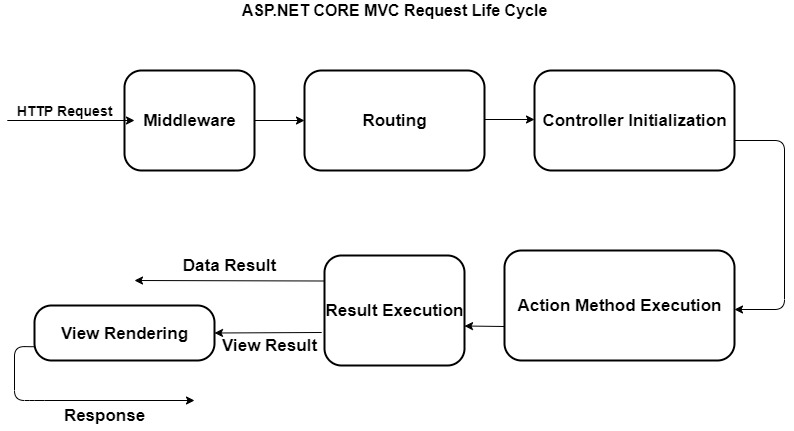 ASP.NET CORE MVC Request Life Cycle
HTTP Request
Middleware
Routing
Controller Initialization
Data Result
Result Execution
Action Method Execution
View Rendering
View Result
Response